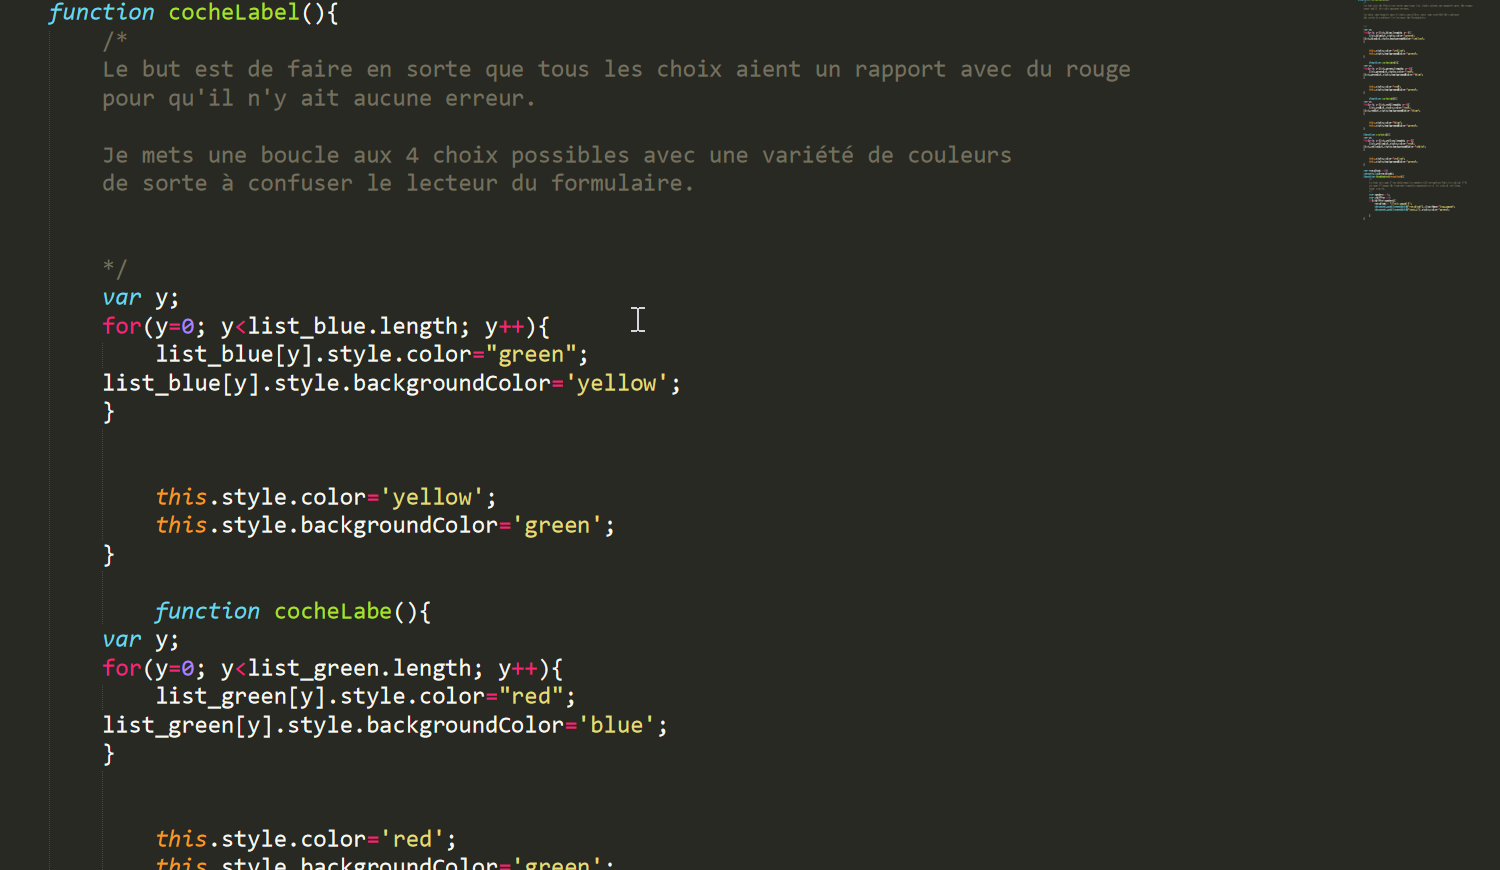 function cocheLabel(){
/*
Le but est de faire en sorte que tous les choix aient un rapport avec du rouge
pour qu'il n'y ait aucune erreur.
Je mets une boucle aux 4 choix possibles avec une variété de couleurs
de sorte à confuser le lecteur du formulaire.
*/
var y;
for(y=0; y<list_blue.length; y++){
list_blue[y].style.color="green";
list_blue[y].style.backgroundColor='yellow';
}
this.style.color='yellow';
this.style.backgroundColor='green';
}
function cocheLabe(){
var y;
for(y=0; y<list_green.length; y++){
list_green[y].style.color="red";
list_green[y].style.backgroundColor='blue';
}
this.style.color='red';
this.style.backgroundColor='green';